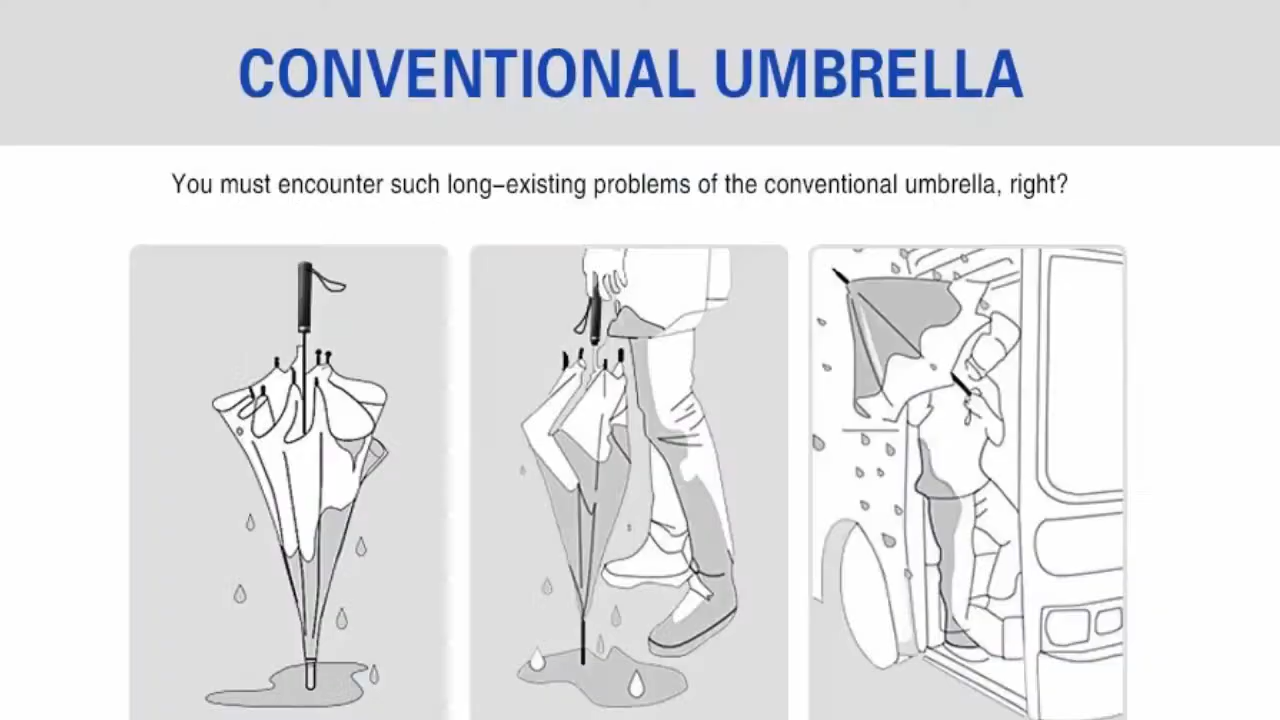 CONVENTIONAL UMBRELLA
You must encounter such long-existing problems of the conventional umbrella, right?